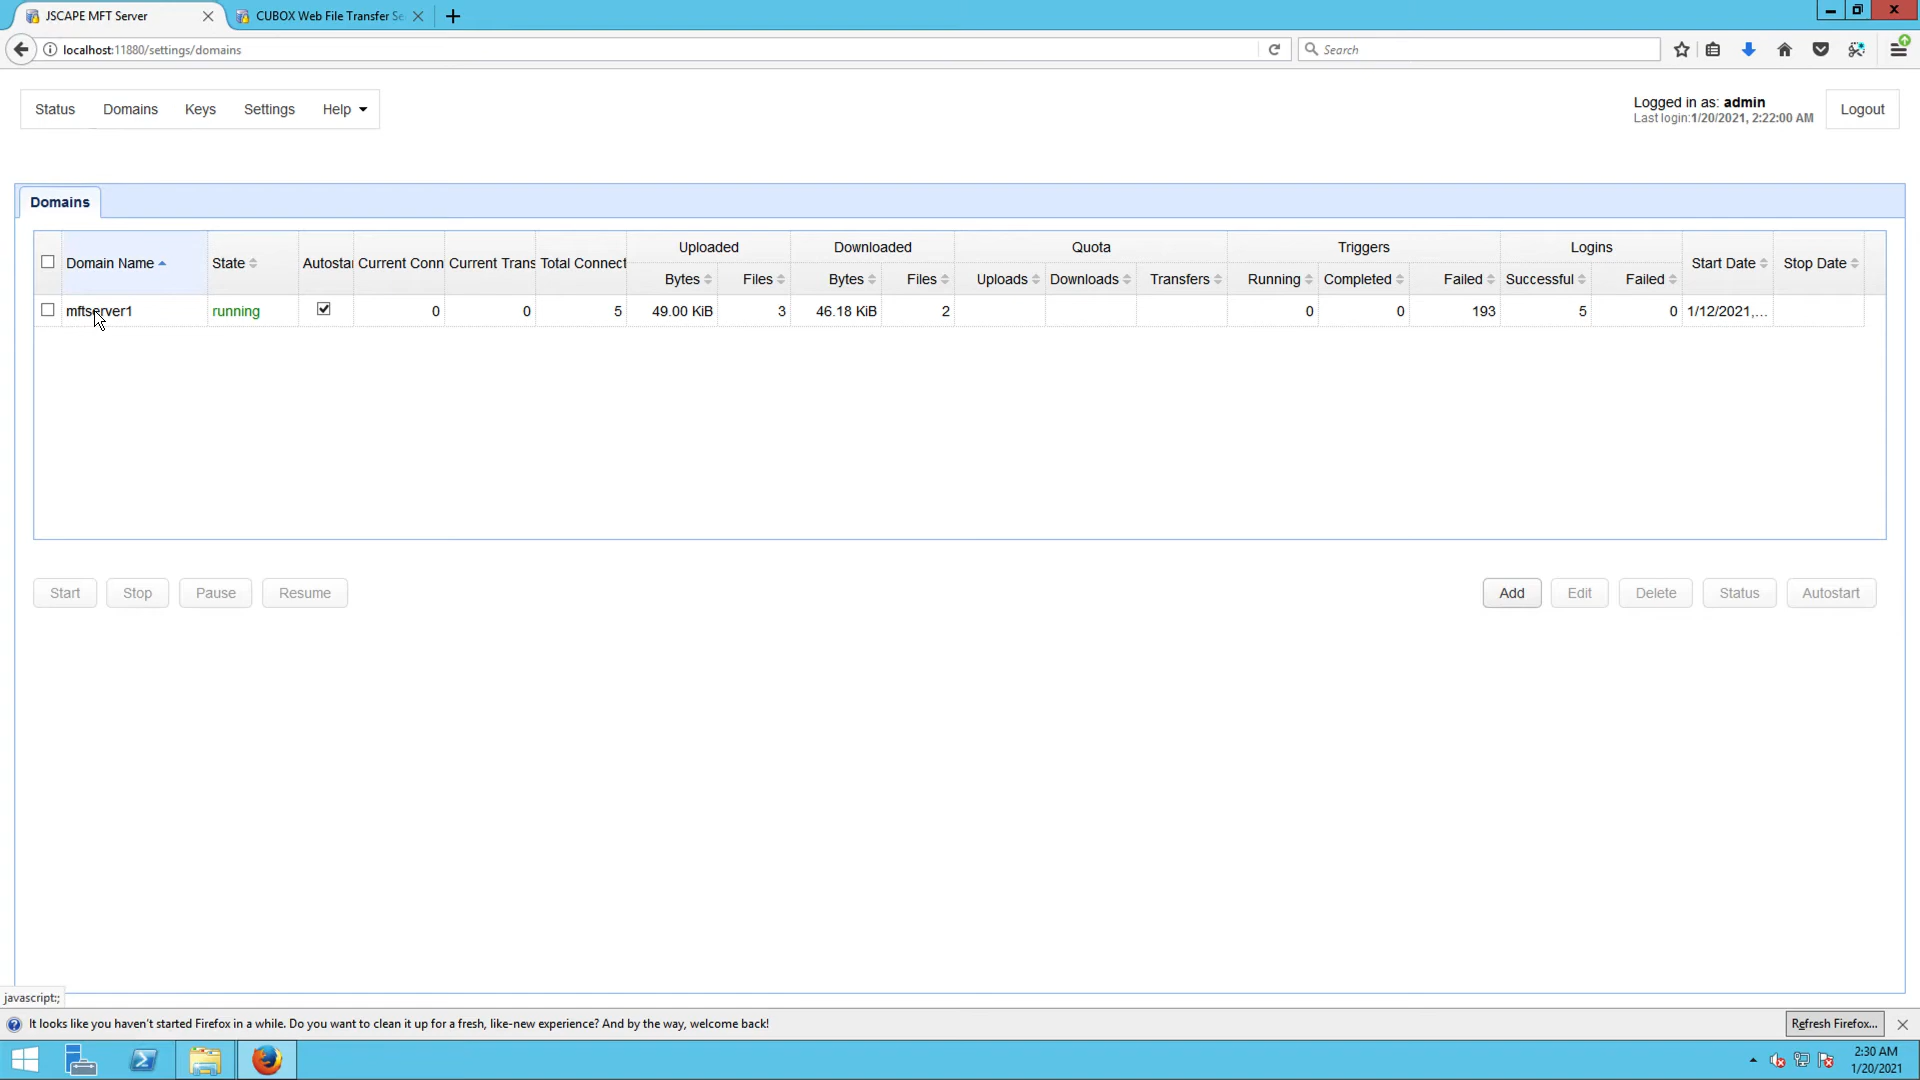 JSCAPE MFT Server
CUBOX Web File Transfer Se
localhost:11880/settings/domains
Search
Status Domains Keys Settings Help
Logged in as: admin
Last login:1/20/2021, 2:22:00 AM
Logout
Domains
Domain Name State Autostar Current Conn Current Trans Total Connect Uploaded Downloaded Quota Triggers Logins Start Date Stop Date
Bytes Files Bytes Files Uploads Downloads Transfers Running Completed Failed Successful Failed
mftserver1 running 0 0 5 49.00 KiB 3 46.18 KiB 2 0 0 193 5 0 1/12/2021,...
Start Stop Pause Resume Add Edit Delete Status Autostart
javascript:;
It looks like you haven't started Firefox in a while. Do you want to clean it up for a fresh, like-new experience? And by the way, welcome back!
Refresh Firefox...
2:30 AM
1/20/2021